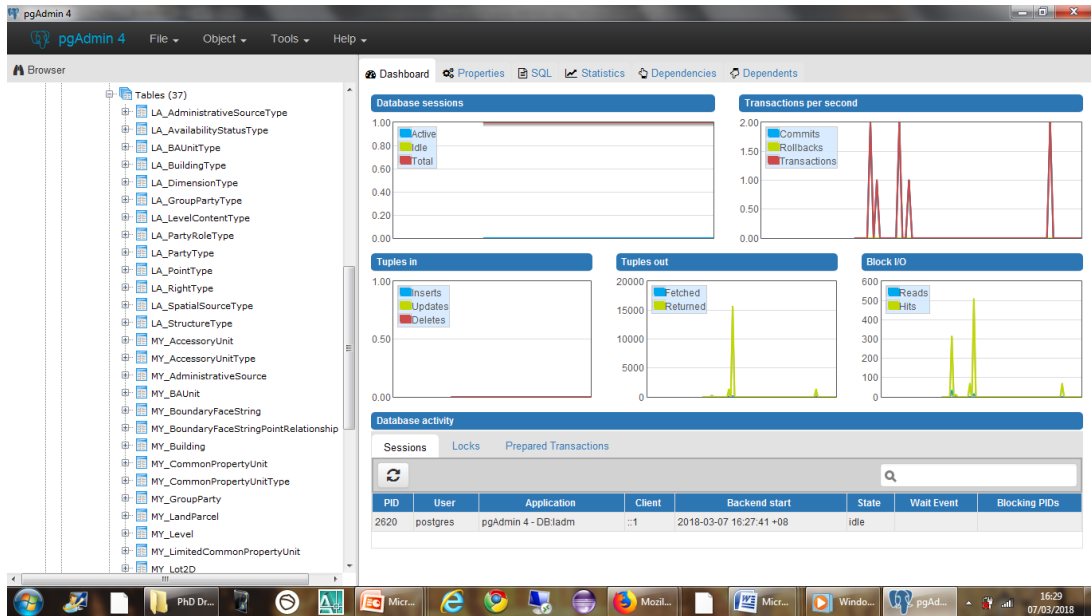 pgAdmin 4
pgAdmin 4 File Object Tools Help
Browser
Tables (37)
LA_AdministrativeSourceType
LA_AvailabilityStatusType
LA_BAUnitType
LA_BuildingType
LA_DimensionType
LA_GroupPartyType
LA_LevelContentType
LA_PartyRoleType
LA_PartyType
LA_PointType
LA_RightType
LA_SpatialSourceType
LA_StructureType
MY_AccessoryUnit
MY_AccessoryUnitType
MY_AdministrativeSource
MY_BAUnit
MY_BoundaryFaceString
MY_BoundaryFaceStringPointRelationship
MY_Building
MY_CommonPropertyUnit
MY_CommonPropertyUnitType
MY_GroupParty
MY_LandParcel
MY_Level
MY_LimitedCommonPropertyUnit
MY_Lot2D
Dashboard Properties SQL Statistics Dependencies Dependents
Database sessions
1.00
0.80
0.60
0.40
0.20
0.00
Active
Idle
Total
Transactions per second
2.00
1.50
1.00
0.50
0.00
Commits
Rollbacks
Transactions
Tuples in
1.00
0.50
0.00
Inserts
Updates
Deletes
Tuples out
20000
15000
10000
5000
0
Fetched
Returned
Block I/O
600
500
400
300
200
100
0
Reads
Hits
Database activity
Sessions Locks Prepared Transactions
PID User Application Client Backend start State Wait Event Blocking PIDs
2620 postgres pgAdmin 4 - DB:ladm ::1 2018-03-07 16:27:41 +08 idle
PhD Dr... Micr... Mozil... Micr... Windo... pgAd... 16:29
07/03/2018